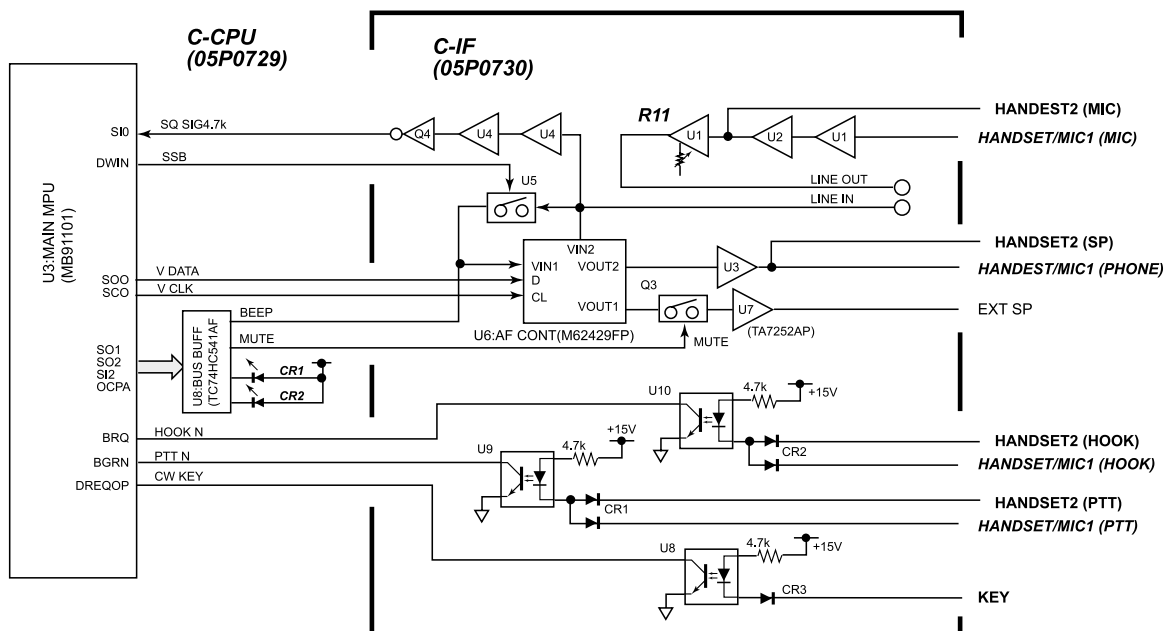 C-CPU
(05P0729)
C-IF
(05P0730)
U3:MAIN MPU
(MB91101)
SI0
SQ SIG4.7k
Q4
U4
U4
R11
U1
U2
U1
HANDEST2 (MIC)
HANDSET/MIC1 (MIC)
DWIN
SSB
U5
LINE OUT
LINE IN
VIN2
VIN1
VOUT2
D
CL
VOUT1
U6:AF CONT(M62429FP)
SOO
V DATA
SCO
V CLK
U3
HANDSET2 (SP)
HANDEST/MIC1 (PHONE)
Q3
MUTE
U7
(TA7252AP)
EXT SP
BEEP
MUTE
SO1
SO2
SI2
OCPA
U8:BUS BUFF
(TC74HC541AF)
CR1
CR2
U10
4.7k
+15V
BRQ
HOOK N
CR2
HANDSET2 (HOOK)
HANDSET/MIC1 (HOOK)
U9
4.7k
+15V
BGRN
PTT N
CR1
HANDSET2 (PTT)
HANDSET/MIC1 (PTT)
DREQOP
CW KEY
U8
4.7k
+15V
CR3
KEY